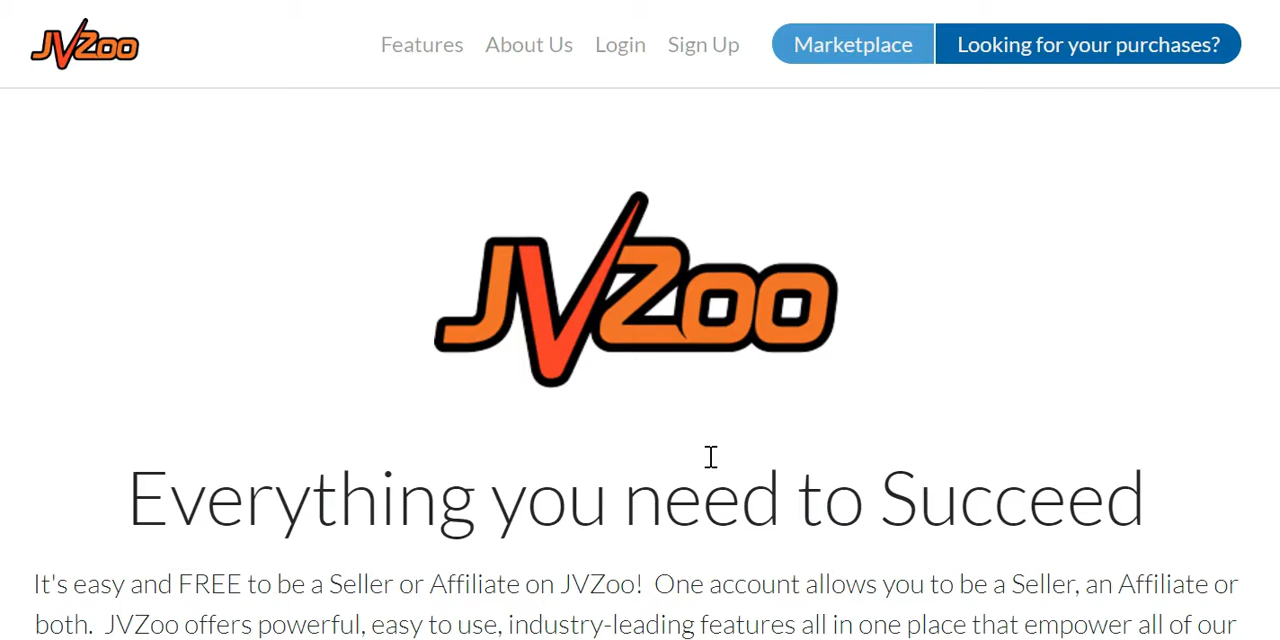 JVZoo Features About Us Login Sign Up Marketplace Looking for your purchases?
JVZoo
Everything you need to Succeed
It's easy and FREE to be a Seller or Affiliate on JVZoo! One account allows you to be a Seller, an Affiliate or
both. JVZoo offers powerful, easy to use, industry-leading features all in one place that empower all of our